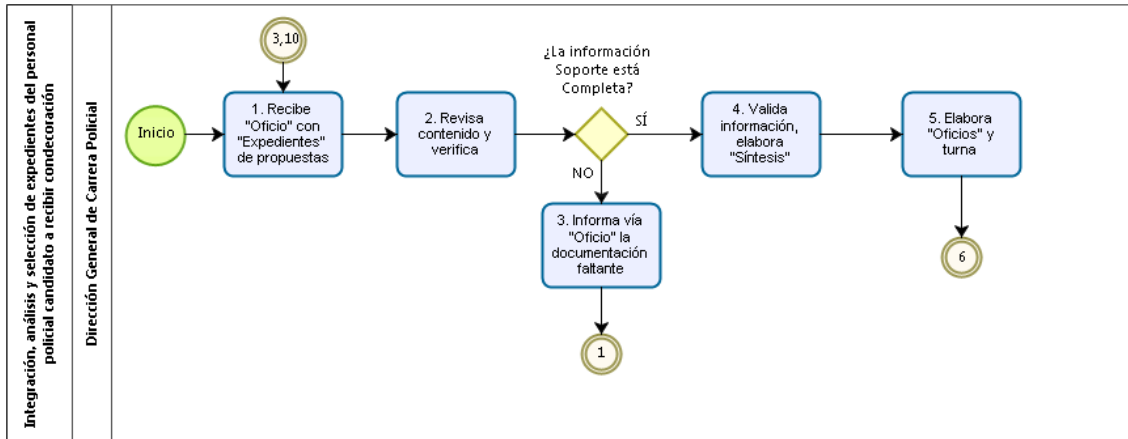 Integración, análisis y selección de expedientes del personal
policial candidato a recibir condecoración
Dirección General de Carrera Policial
3,10
Inicio
1. Recibe
"Oficio" con
"Expedientes"
de propuestas
2. Revisa
contenido y
verifica
¿La información
Soporte está
Completa?
SÍ
NO
3. Informa vía
"Oficio" la
documentación
faltante
1
4. Valida
información,
elabora
"Síntesis"
5. Elabora
"Oficios" y
turna
6